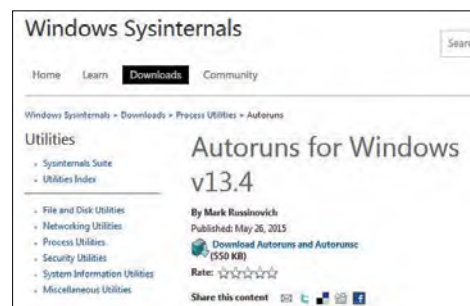 Windows Sysinternals
Sear
Home Learn Downloads Community
Windows Sysinternals > Downloads > Process Utilities > Autoruns
Utilities
Sysinternals Suite
Utilities Index
File and Disk Utilities
Networking Utilities
Process Utilities
Security Utilities
System Information Utilities
Miscellaneous Utilities
Autoruns for Windows
v13.4
By Mark Russinovich
Published: May 26, 2015
Download Autoruns and Autorunsc
(550 KB)
Rate:
Share this content